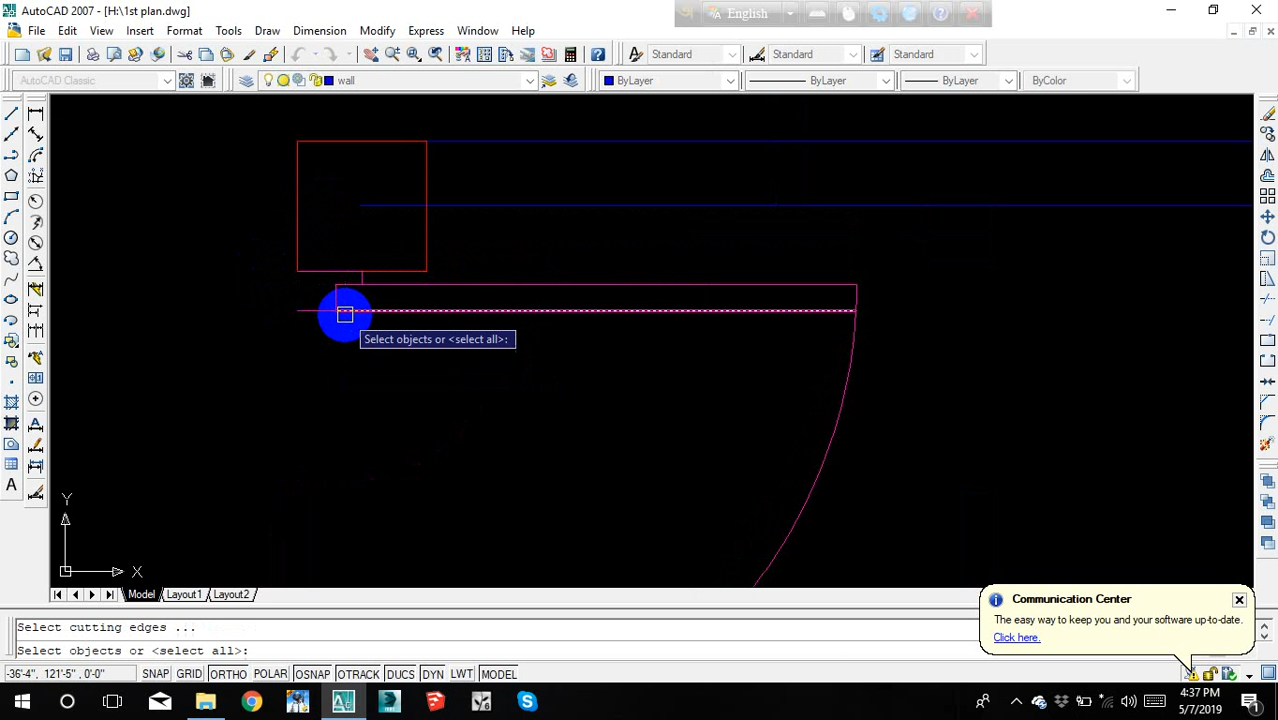 AutoCAD 2007 - [H:\1st plan.dwg]
English
File Edit View Insert Format Tools Draw Dimension Modify Express Window Help
Standard Standard Standard
AutoCAD Classic wall ByLayer ByLayer ByLayer ByColor
A
Select objects or <select all>:
Y
X
Model Layout1 Layout2
Communication Center
The easy way to keep you and your software up-to-date.
Click here.
Select cutting edges ...
Select objects or <select all>:
-36'-4", 121'-5", 0'-0" SNAP GRID ORTHO POLAR OSNAP OTRACK DUCS DYN LWT MODEL
4:37 PM
5/7/2019